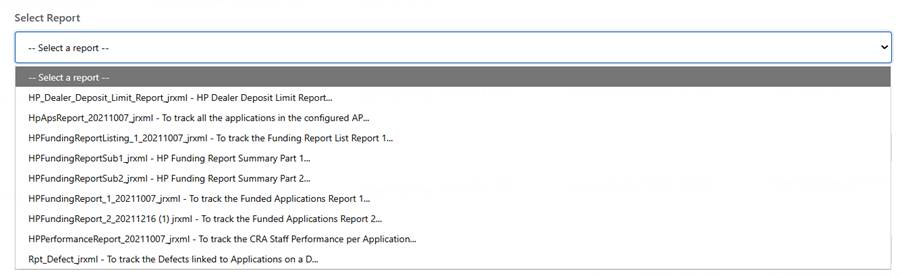 Select Report
-- Select a report --
-- Select a report --
HP_Dealer_Deposit_Limit_Report_jrxml - HP Dealer Deposit Limit Report...
HpApsReport_20211007_jrxml - To track all the applications in the configured AP...
HPFundingReportListing_1_20211007_jrxml - To track the Funding Report List Report 1...
HPFundingReportSub1_jrxml - HP Funding Report Summary Part 1...
HPFundingReportSub2_jrxml - HP Funding Report Summary Part 2...
HPFundingReport_1_20211007_jrxml - To track the Funded Applications Report 1...
HPFundingReport_2_20211216 (1) jrxml - To track the Funded Applications Report 2...
HPPerformanceReport_20211007_jrxml - To track the CRA Staff Performance per Application...
Rpt_Defect_jrxml - To track the Defects linked to Applications on a D...